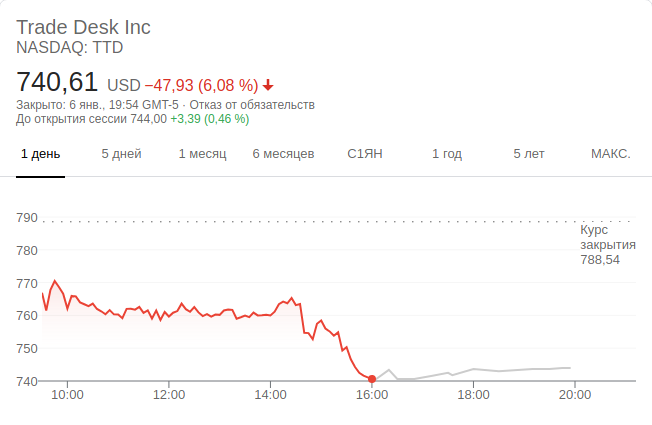 Trade Desk Inc
NASDAQ: TTD
740,61 USD −47,93 (6,08 %)
Закрыто: 6 янв., 19:54 GMT-5 · Отказ от обязательств
До открытия сессии 744,00 +3,39 (0,46 %)
1 день 5 дней 1 месяц 6 месяцев С1ЯН 1 год 5 лет МАКС.
790
Курс
закрытия
788,54
780
770
760
750
740
10:00 12:00 14:00 16:00 18:00 20:00